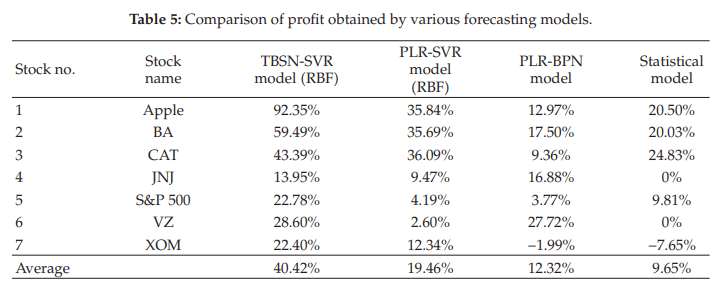 Table 5: Comparison of profit obtained by various forecasting models.
Stock no. Stock name TBSN-SVR model (RBF) PLR-SVR model (RBF) PLR-BPN model Statistical model
1 Apple 92.35% 35.84% 12.97% 20.50%
2 BA 59.49% 35.69% 17.50% 20.03%
3 CAT 43.39% 36.09% 9.36% 24.83%
4 JNJ 13.95% 9.47% 16.88% 0%
5 S&P 500 22.78% 4.19% 3.77% 9.81%
6 VZ 28.60% 2.60% 27.72% 0%
7 XOM 22.40% 12.34% −1.99% −7.65%
Average 40.42% 19.46% 12.32% 9.65%